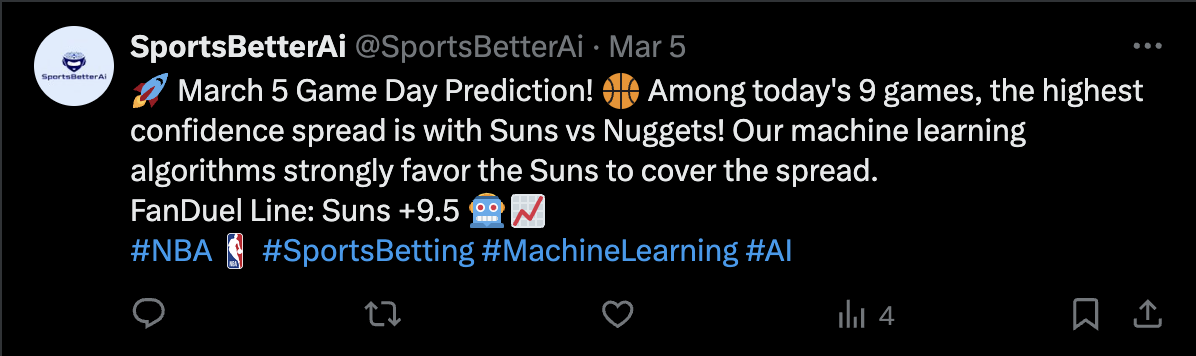 SportsBetterAi @SportsBetterAi · Mar 5
SportsBetterAi
🚀 March 5 Game Day Prediction! 🏀 Among today's 9 games, the highest
confidence spread is with Suns vs Nuggets! Our machine learning
algorithms strongly favor the Suns to cover the spread.
FanDuel Line: Suns +9.5 🤖📈
#NBA #SportsBetting #MachineLearning #AI
4